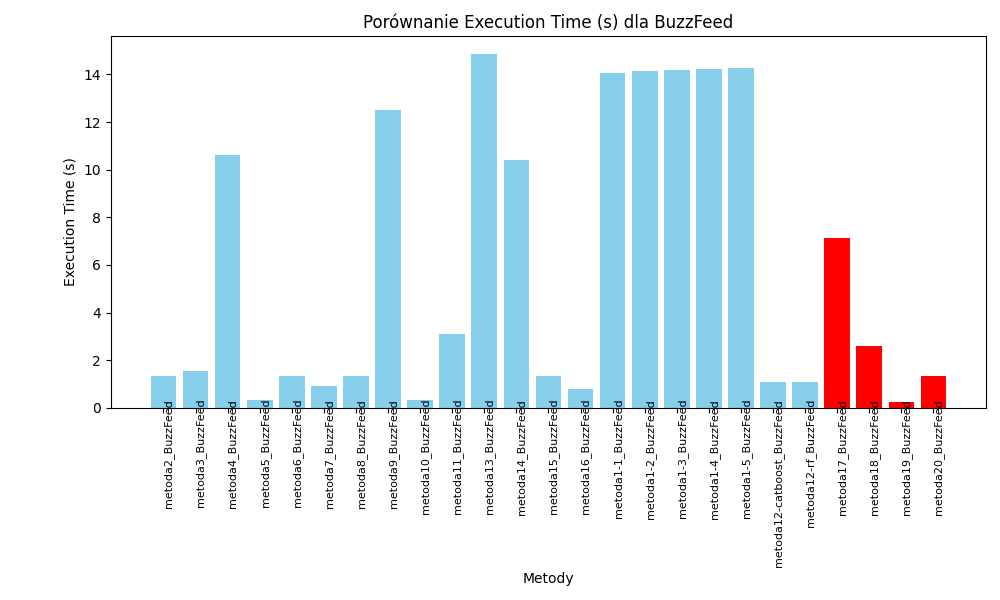 Porównanie Execution Time (s) dla BuzzFeed
Execution Time (s)
14
12
10
8
6
4
2
0
metoda2_BuzzFeed
metoda3_BuzzFeed
metoda4_BuzzFeed
metoda5_BuzzFeed
metoda6_BuzzFeed
metoda7_BuzzFeed
metoda8_BuzzFeed
metoda9_BuzzFeed
metoda10_BuzzFeed
metoda11_BuzzFeed
metoda13_BuzzFeed
metoda14_BuzzFeed
metoda15_BuzzFeed
metoda16_BuzzFeed
metoda1-1_BuzzFeed
metoda1-2_BuzzFeed
metoda1-3_BuzzFeed
metoda1-4_BuzzFeed
metoda1-5_BuzzFeed
metoda12-catboost_BuzzFeed
metoda12-rf_BuzzFeed
metoda17_BuzzFeed
metoda18_BuzzFeed
metoda19_BuzzFeed
metoda20_BuzzFeed
Metody